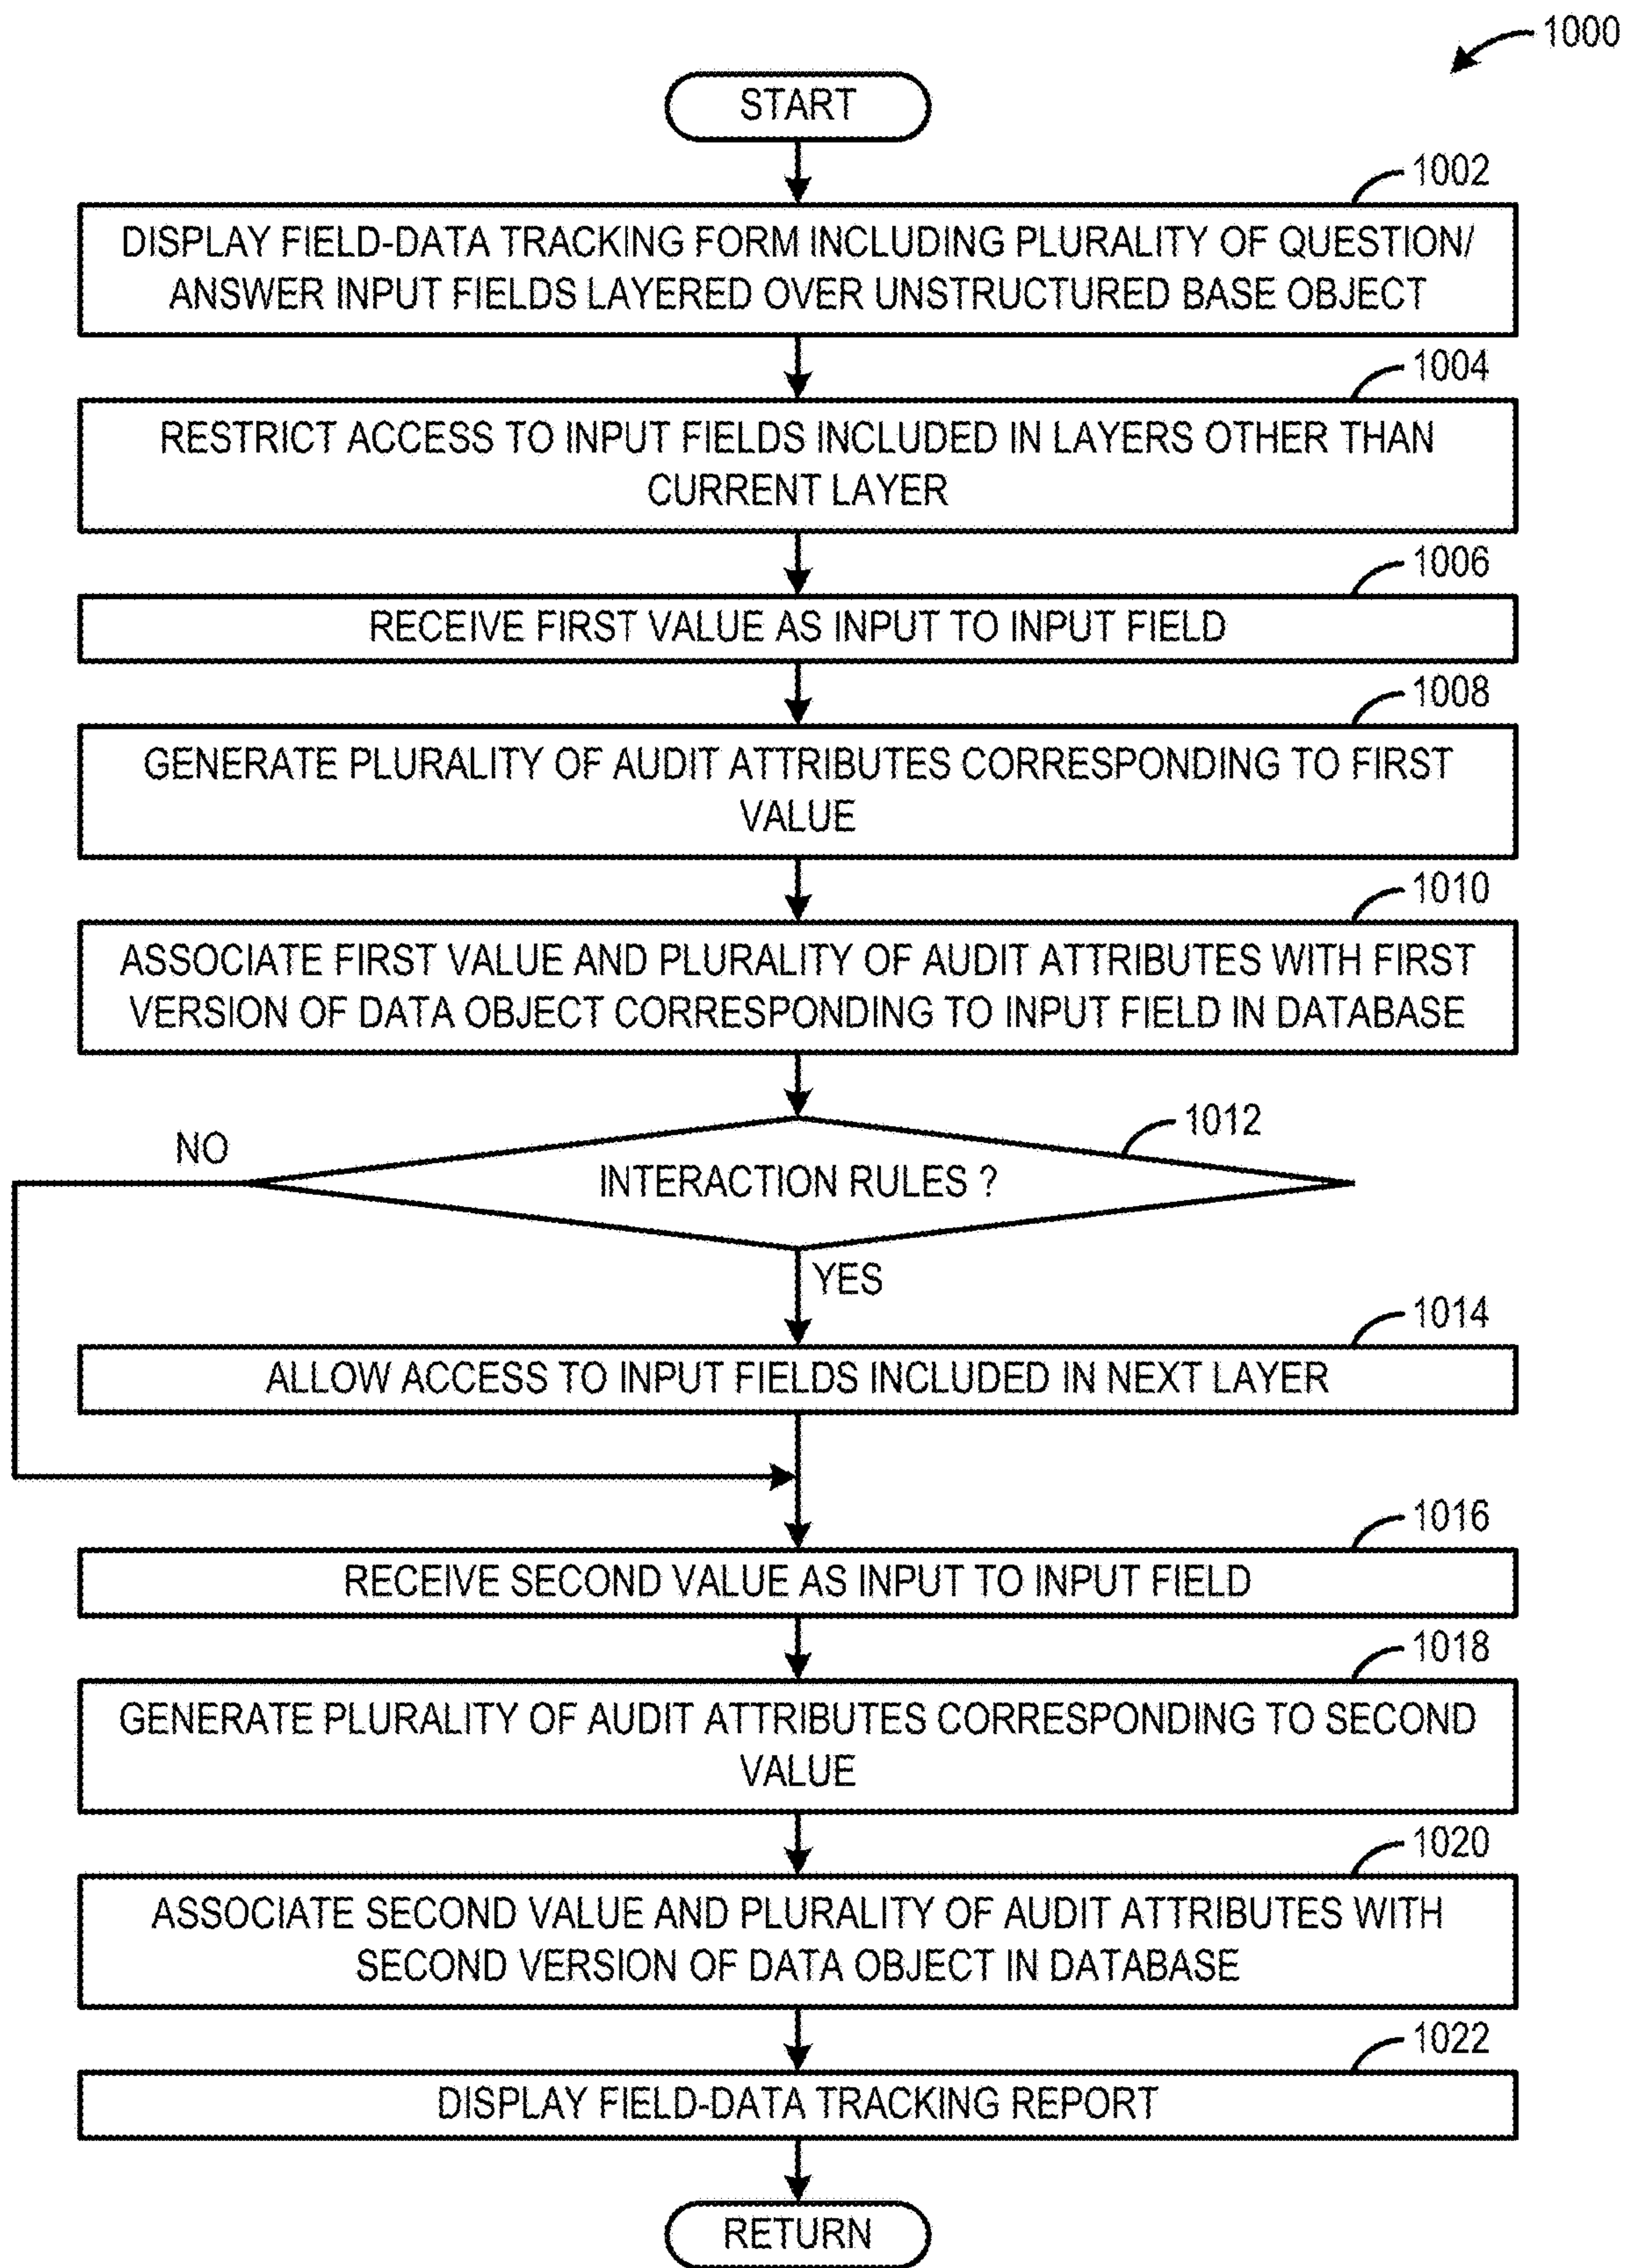 1000
START
1002
DISPLAY FIELD-DATA TRACKING FORM INCLUDING PLURALITY OF QUESTION/
ANSWER INPUT FIELDS LAYERED OVER UNSTRUCTURED BASE OBJECT
1004
RESTRICT ACCESS TO INPUT FIELDS INCLUDED IN LAYERS OTHER THAN
CURRENT LAYER
1006
RECEIVE FIRST VALUE AS INPUT TO INPUT FIELD
1008
GENERATE PLURALITY OF AUDIT ATTRIBUTES CORRESPONDING TO FIRST
VALUE
1010
ASSOCIATE FIRST VALUE AND PLURALITY OF AUDIT ATTRIBUTES WITH FIRST
VERSION OF DATA OBJECT CORRESPONDING TO INPUT FIELD IN DATABASE
1012
NO
INTERACTION RULES ?
YES
1014
ALLOW ACCESS TO INPUT FIELDS INCLUDED IN NEXT LAYER
1016
RECEIVE SECOND VALUE AS INPUT TO INPUT FIELD
1018
GENERATE PLURALITY OF AUDIT ATTRIBUTES CORRESPONDING TO SECOND
VALUE
1020
ASSOCIATE SECOND VALUE AND PLURALITY OF AUDIT ATTRIBUTES WITH
SECOND VERSION OF DATA OBJECT IN DATABASE
1022
DISPLAY FIELD-DATA TRACKING REPORT
RETURN